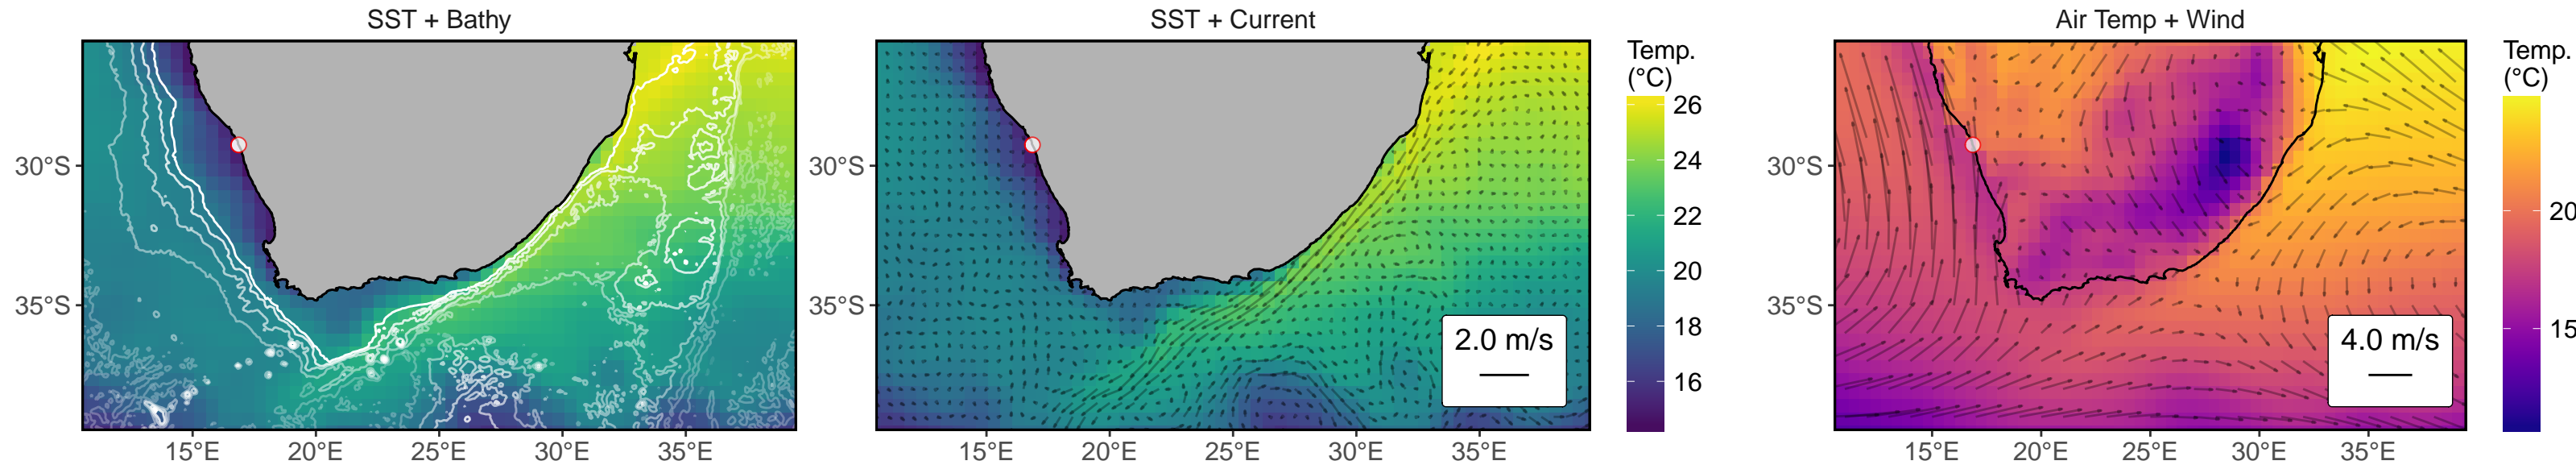 SST + Bathy
SST + Current
Air Temp + Wind
30°S
35°S
15°E
20°E
25°E
30°E
35°E
30°S
35°S
15°E
20°E
25°E
30°E
35°E
2.0 m/s
Temp.
(°C)
26
24
22
20
18
16
30°S
35°S
15°E
20°E
25°E
30°E
35°E
4.0 m/s
Temp.
(°C)
20
15